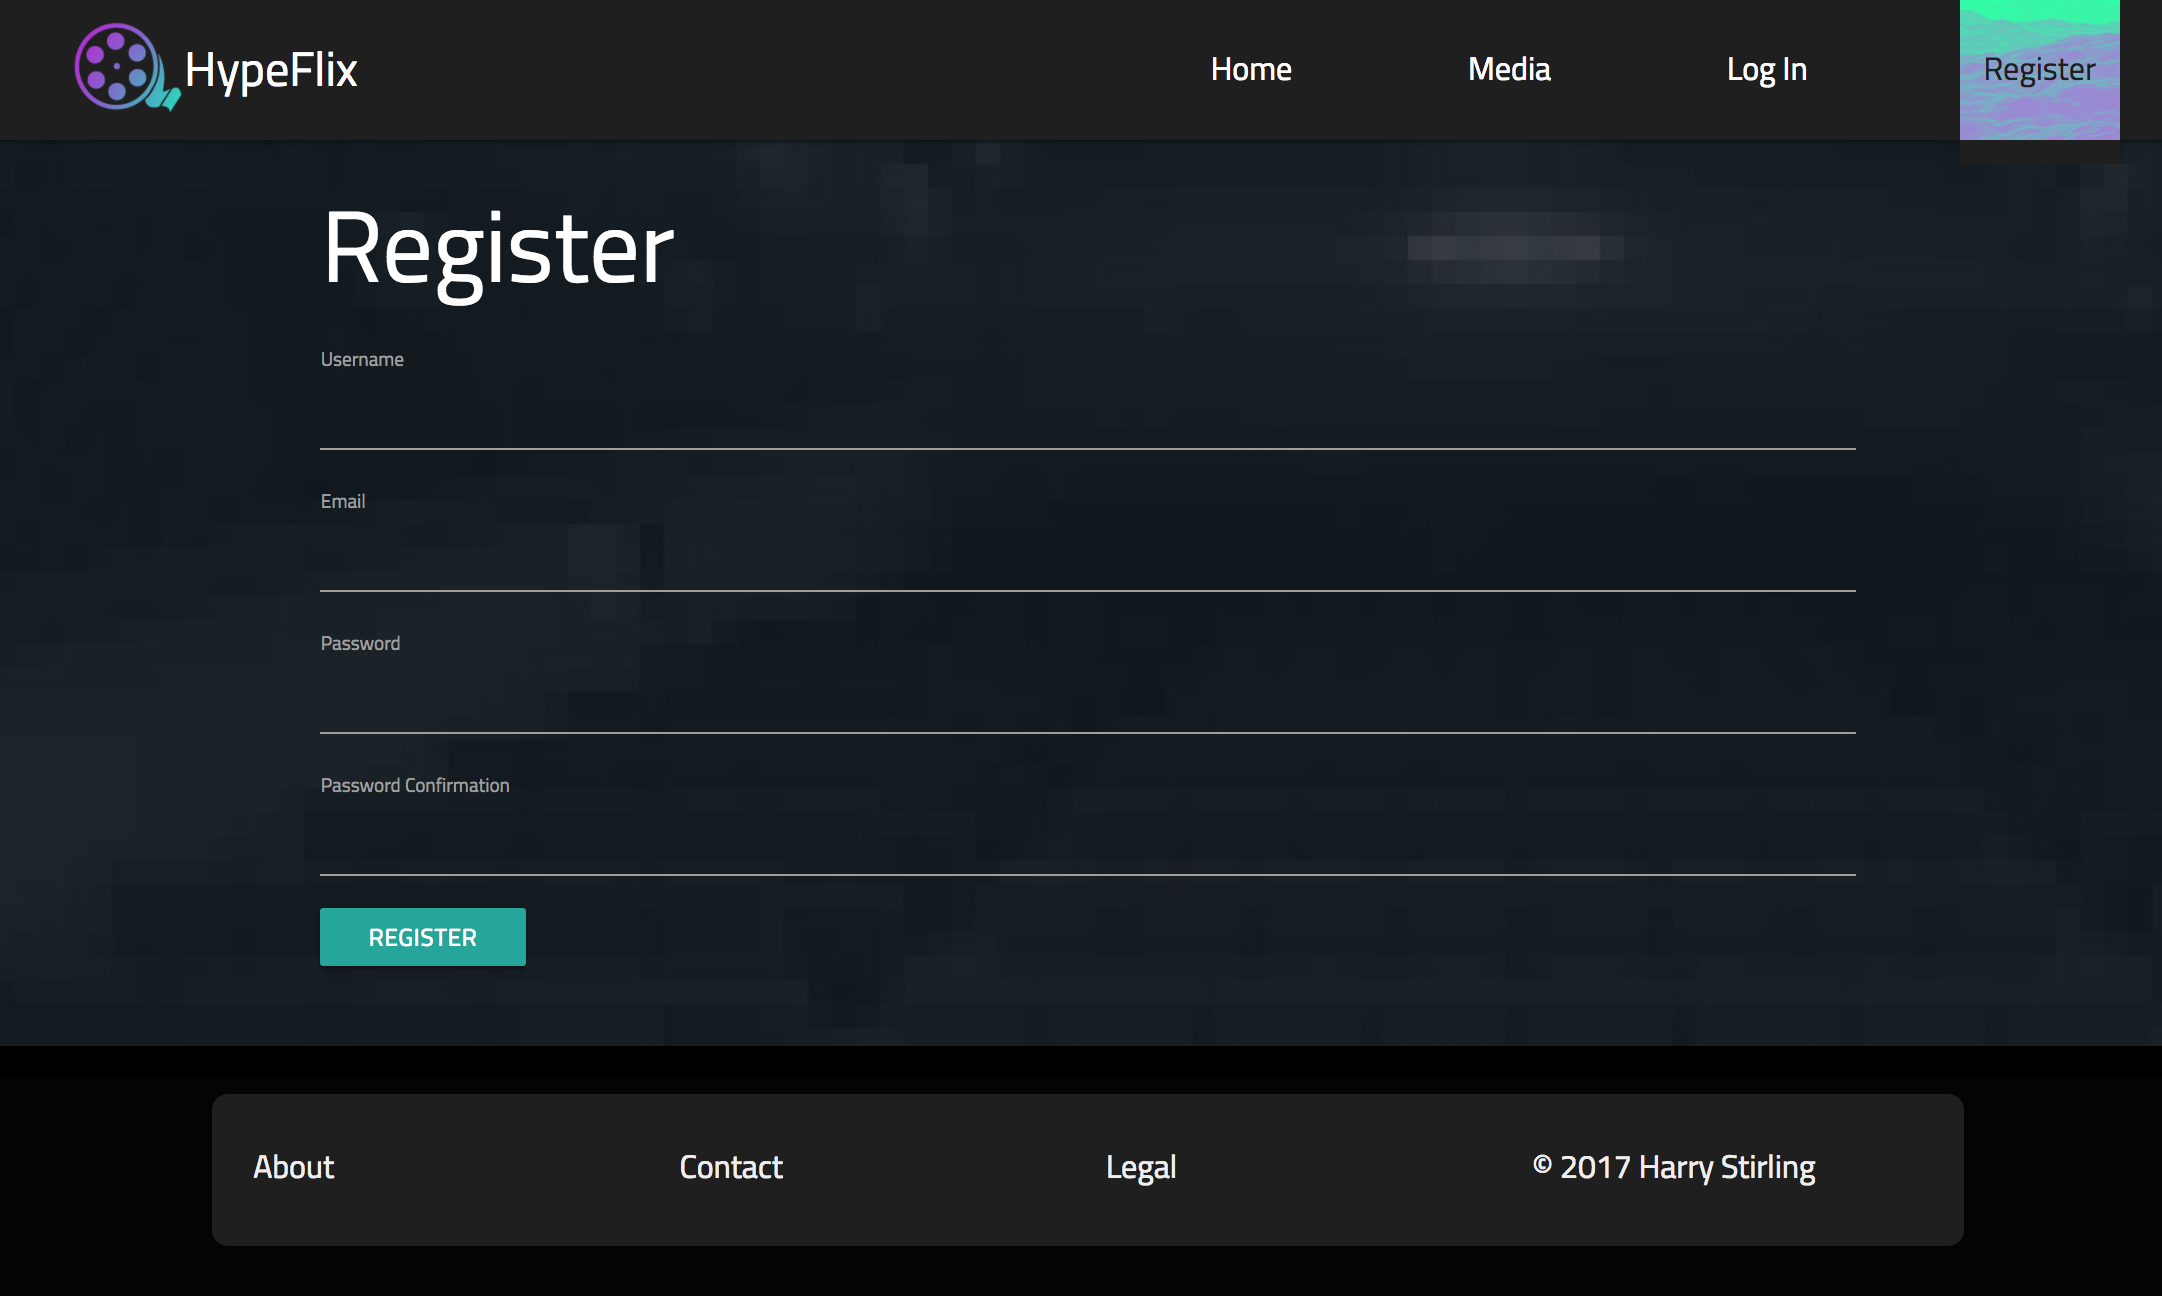 HypeFlix
Home
Media
Log In
Register
Register
Username
Email
Password
Password Confirmation
REGISTER
About
Contact
Legal
© 2017 Harry Stirling